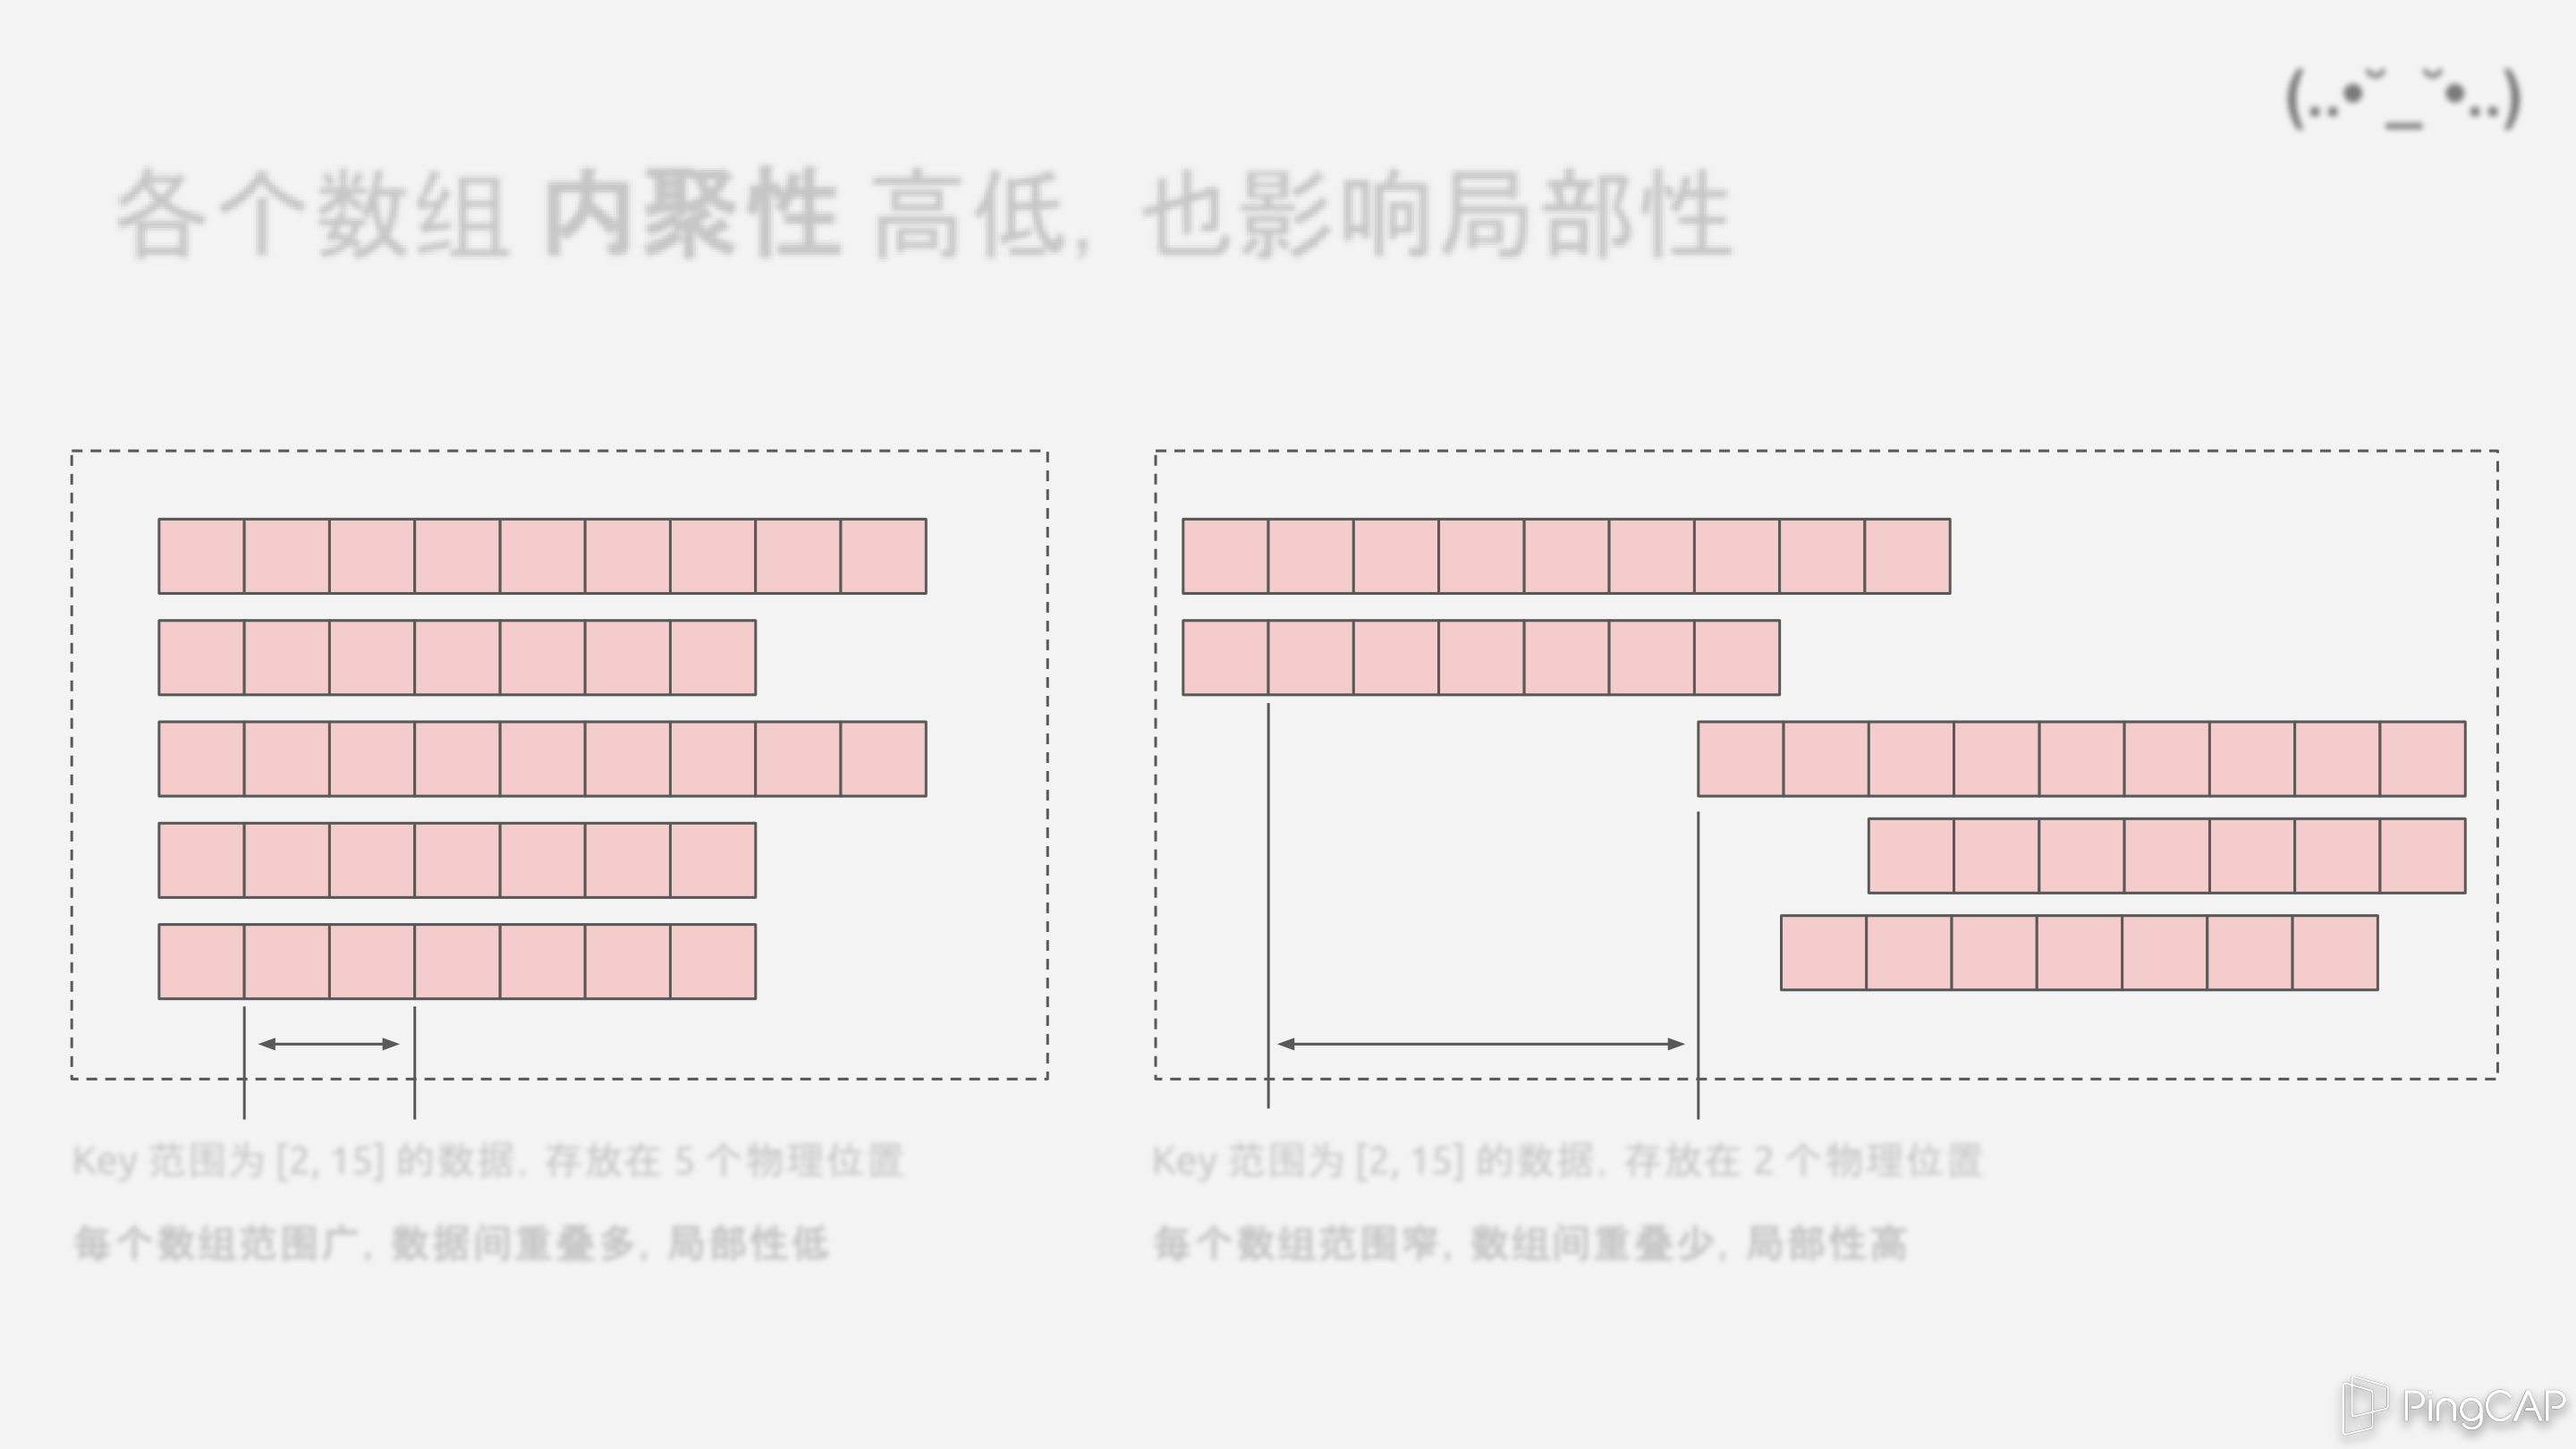 (..•˘_˘•..)
各个数组 内聚性 高低，也影响局部性
Key 范围为 [2, 15] 的数据，存放在 5 个物理位置
每个数组范围广，数据间重叠多，局部性低
Key 范围为 [2, 15] 的数据，存放在 2 个物理位置
每个数组范围窄，数组间重叠少，局部性高
PingCAP